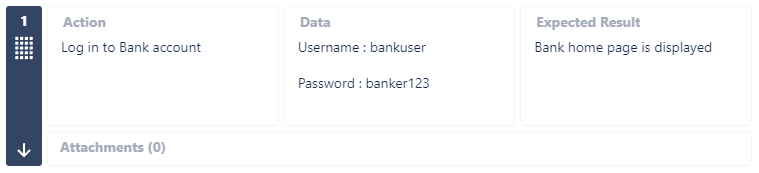 1
Action
Log in to Bank account
Data
Username : bankuser
Password : banker123
Expected Result
Bank home page is displayed
Attachments (0)